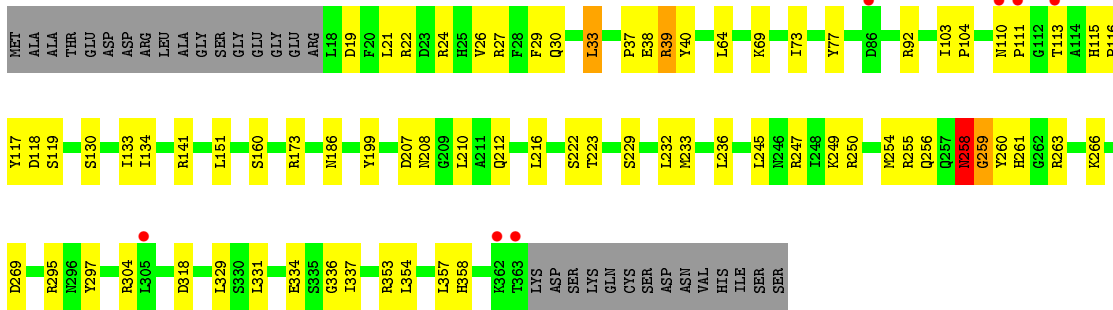 MET ALA ALA THR GLU ASP ASP ARG LEU ALA GLY SER GLY GLU GLY GLU ARG L18 D19 F20 L21 R22 D23 R24 H25 V26 R27 F28 F29 Q30 L33 P37 E38 R39 Y40 L64 K69 I73 Y77 D86 R92 I103 P104 N110 P111 G112 T113 A114 H115
Y117 D118 S119 S130 I133 I134 R141 L151 S160 R173 N186 Y199 D207 N208 G209 L210 A211 Q212 L216 S222 T223 S229 L232 M233 L236 L245 N246 R247 I248 K249 R250 M254 R255 Q256 Q257 N258 G259 Y260 H261 G262 R263 K266
D269 R295 N296 Y297 R304 L305 D318 L329 S330 L331 E334 S335 G336 I337 R353 L354 L357 H358 K362 T363 LYS ASP SER SER LYS GLN CYS SER ASP ASN VAL HIS ILE SER SER